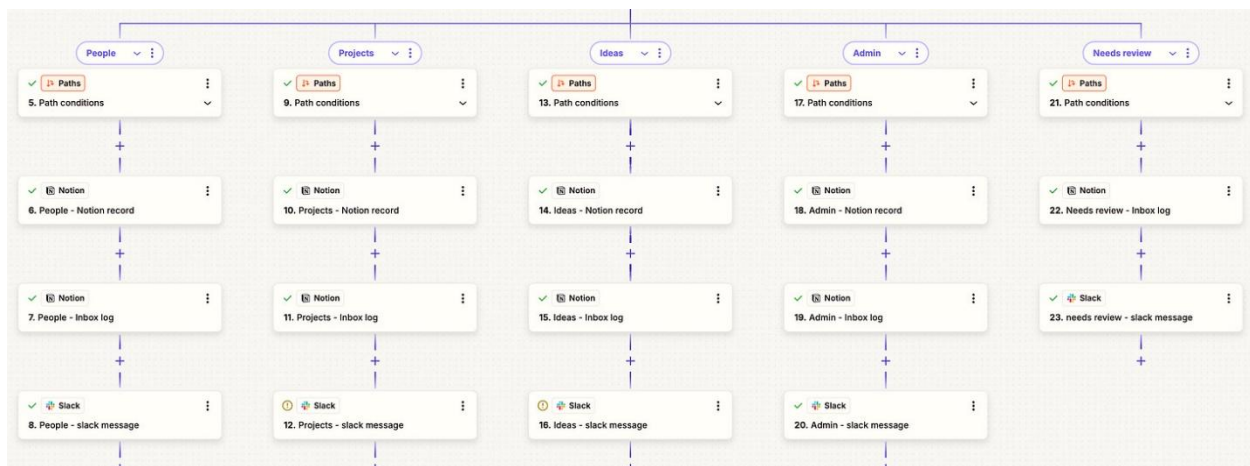 People
Projects
Ideas
Admin
Needs review
Paths
5. Path conditions
Paths
9. Path conditions
Paths
13. Path conditions
Paths
17. Path conditions
Paths
21. Path conditions
Notion
6. People - Notion record
Notion
10. Projects - Notion record
Notion
14. Ideas - Notion record
Notion
18. Admin - Notion record
Notion
22. Needs review - Inbox log
Notion
7. People - Inbox log
Notion
11. Projects - Inbox log
Notion
15. Ideas - Inbox log
Notion
19. Admin - Inbox log
Slack
23. needs review - slack message
Slack
8. People - slack message
Slack
12. Projects - slack message
Slack
16. Ideas - slack message
Slack
20. Admin - slack message